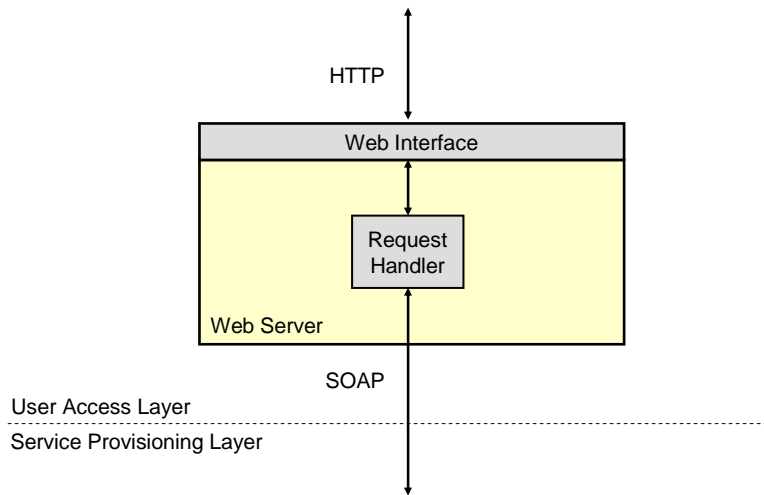 HTTP
Web Interface
Request
Handler
Web Server
SOAP
User Access Layer
Service Provisioning Layer